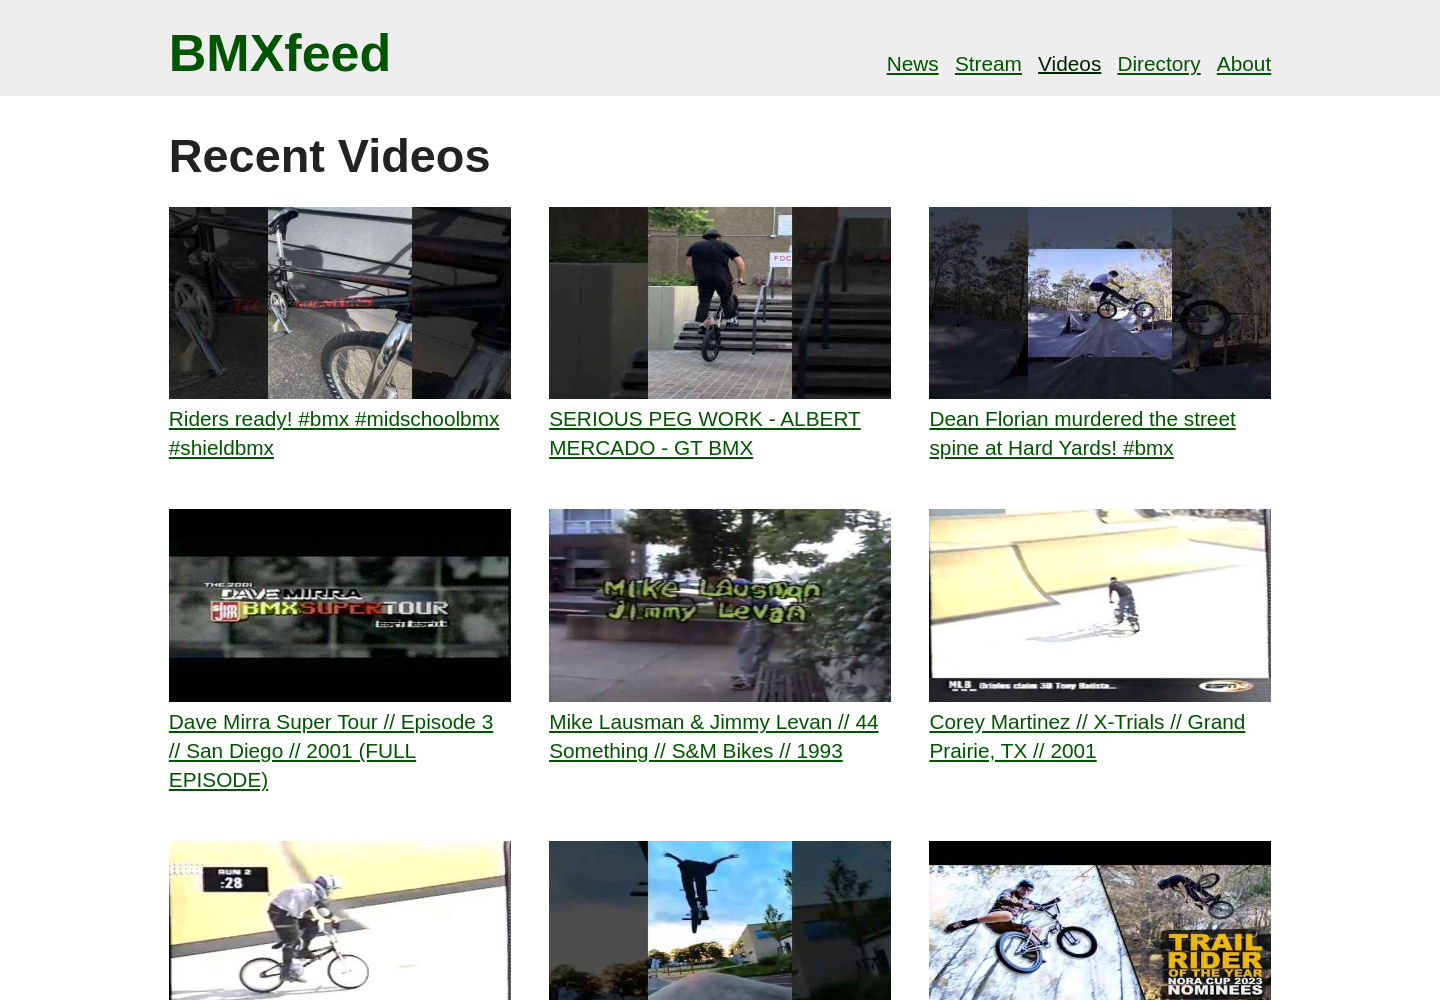 BMXfeed
News Stream Videos Directory About
Recent Videos
FDC
Riders ready! #bmx #midschoolbmx
#shieldbmx
SERIOUS PEG WORK - ALBERT
MERCADO - GT BMX
Dean Florian murdered the street
spine at Hard Yards! #bmx
THE 2001
DAVE MIRRA
slim jim
BMX SUPER TOUR
Mike Lausman
Jimmy Levan
MLB Orioles claim 3B Tony Batista...
ESPN
Dave Mirra Super Tour // Episode 3
// San Diego // 2001 (FULL
EPISODE)
Mike Lausman & Jimmy Levan // 44
Something // S&M Bikes // 1993
Corey Martinez // X-Trials // Grand
Prairie, TX // 2001
RUN 2
:28
TRAIL
RIDER
OF THE YEAR
NORA CUP 2023
NOMINEES